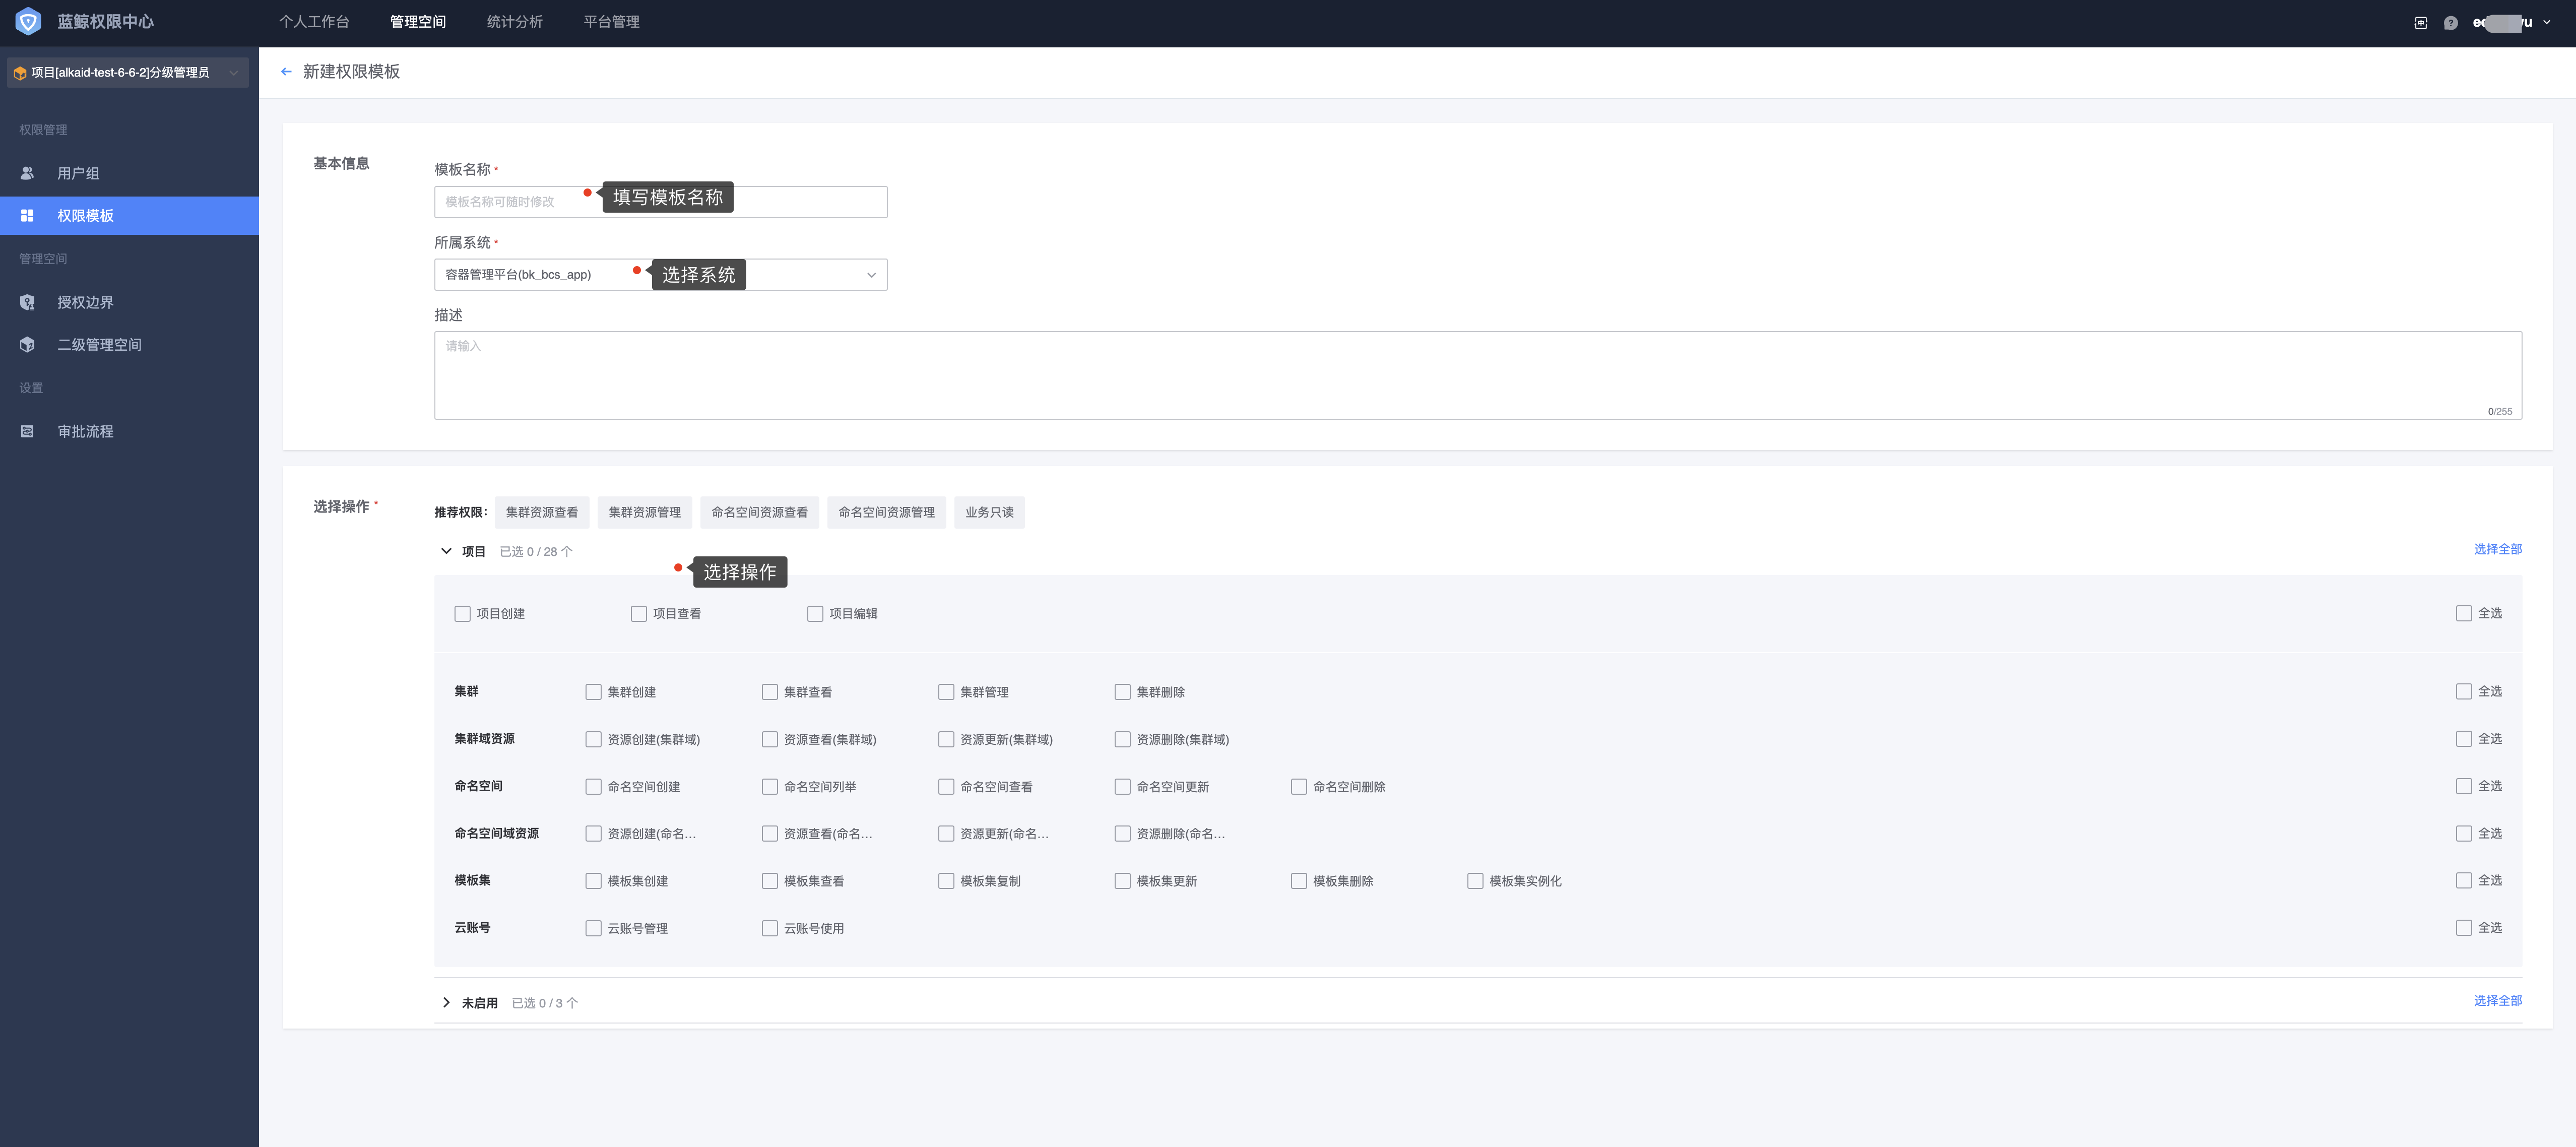 蓝鲸权限中心
个人工作台 管理空间 统计分析 平台管理
项目[alkaid-test-6-6-2]分级管理员
权限管理
用户组
权限模板
管理空间
授权边界
二级管理空间
设置
审批流程
新建权限模板
基本信息
模板名称 *
模板名称可随时修改
填写模板名称
所属系统 *
容器管理平台(bk_bcs_app)
选择系统
描述
请输入
0/255
选择操作 *
推荐权限: 集群资源查看 集群资源管理 命名空间资源查看 命名空间资源管理 业务只读
项目 已选 0 / 28 个 选择全部
选择操作
项目创建 项目查看 项目编辑 全选
集群 集群创建 集群查看 集群管理 集群删除 全选
集群域资源 资源创建(集群域) 资源查看(集群域) 资源更新(集群域) 资源删除(集群域) 全选
命名空间 命名空间创建 命名空间列举 命名空间查看 命名空间更新 命名空间删除 全选
命名空间域资源 资源创建(命名... 资源查看(命名... 资源更新(命名... 资源删除(命名... 全选
模板集 模板集创建 模板集查看 模板集复制 模板集更新 模板集删除 模板集实例化 全选
云账号 云账号管理 云账号使用 全选
未启用 已选 0 / 3 个 选择全部